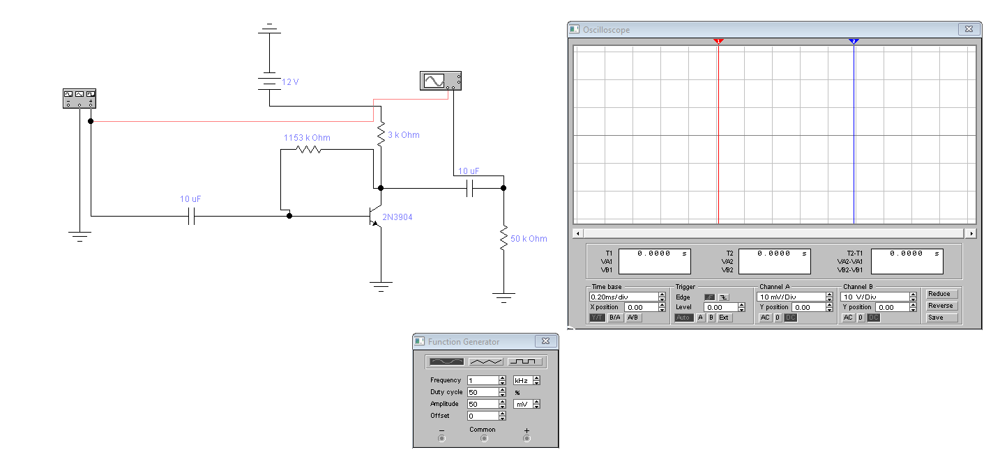 12 V
1153 k Ohm
3 k Ohm
10 uF
10 uF
2N3904
50 k Ohm
Oscilloscope
1 2
T1 0.0000 s T2 0.0000 s T2-T1 0.0000 s
VA1 VA2 VA2-VA1
VB1 VB2 VB2-VB1
Time base Trigger Channel A Channel B
0.20ms/div Edge 10 mV/Div 10 V/Div Reduce
X position 0.00 Level 0.00 Y position 0.00 Y position 0.00 Reverse
Y/T B/A A/B Auto A B Ext AC 0 DC AC 0 DC Save
Function Generator
Frequency 1 kHz
Duty cycle 50 %
Amplitude 50 mV
Offset 0
− Common +